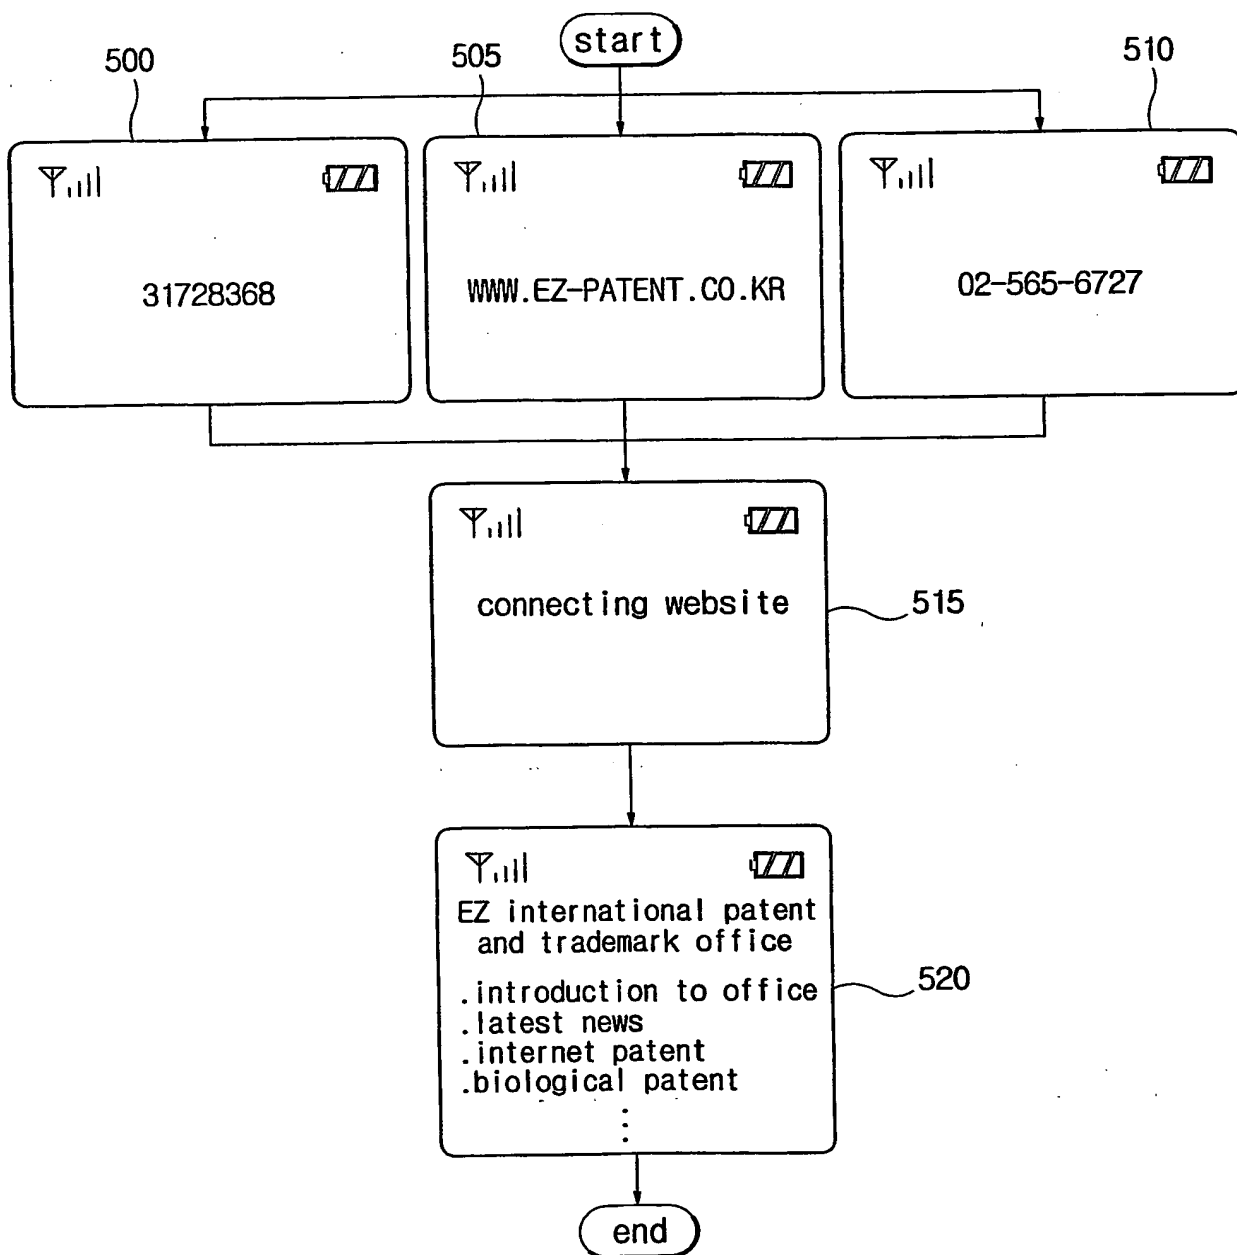 start
500
505
510
31728368
WWW.EZ-PATENT.CO.KR
02-565-6727
connecting website
515
EZ international patent
and trademark office
.introduction to office
.latest news
.internet patent
.biological patent
520
end